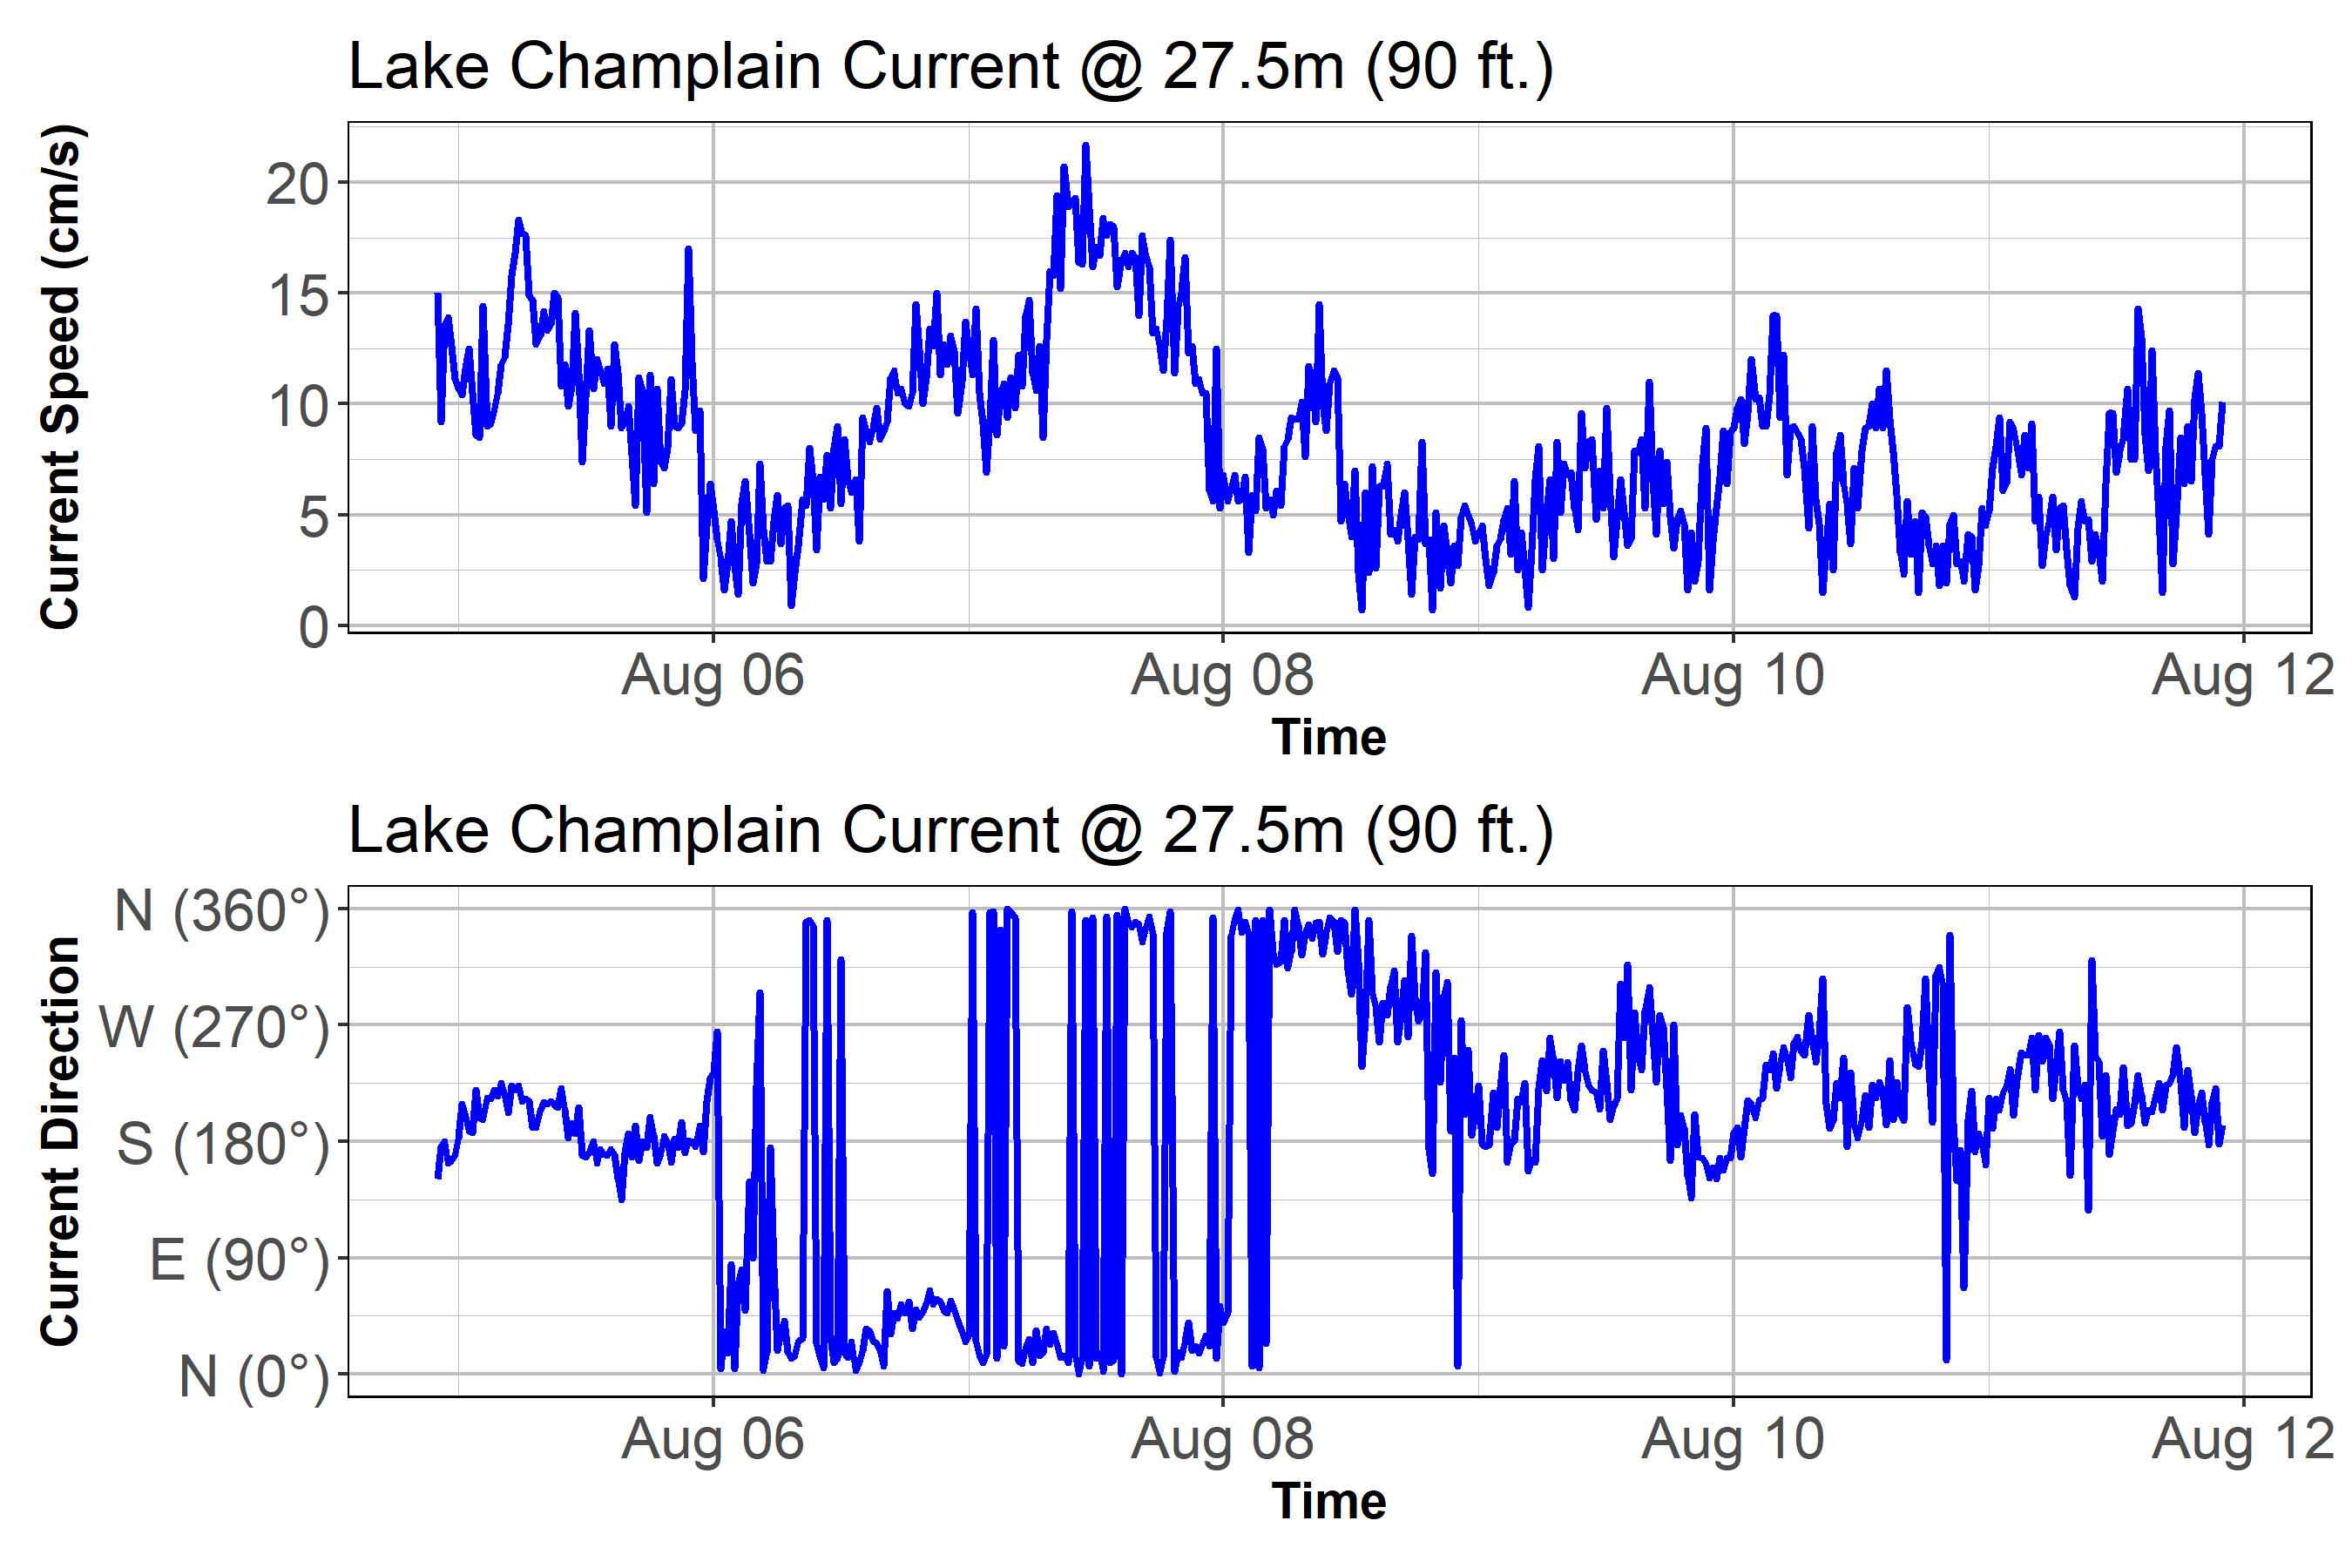 Lake Champlain Current @ 27.5m (90 ft.)
Current Speed (cm/s)
20
15
10
5
0
Aug 06 Aug 08 Aug 10 Aug 12
Time
Lake Champlain Current @ 27.5m (90 ft.)
Current Direction
N (360°)
W (270°)
S (180°)
E (90°)
N (0°)
Aug 06 Aug 08 Aug 10 Aug 12
Time